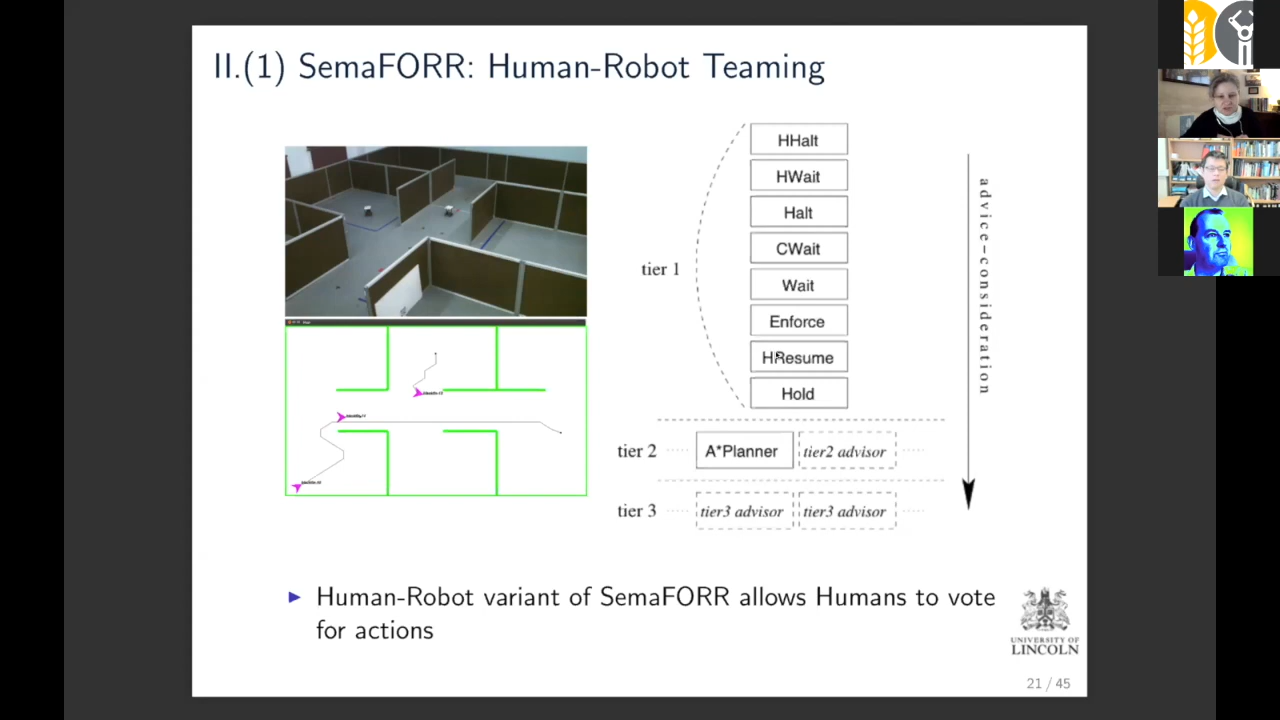 II.(1) SemaFORR: Human-Robot Teaming
HHalt
HWait
Halt
CWait
tier 1
Wait
Enforce
HResume
Hold
advice-consideration
tier 2
A*Planner
tier2 advisor
tier 3
tier3 advisor
tier3 advisor
▶ Human-Robot variant of SemaFORR allows Humans to vote
for actions
UNIVERSITY OF
LINCOLN
21 / 45